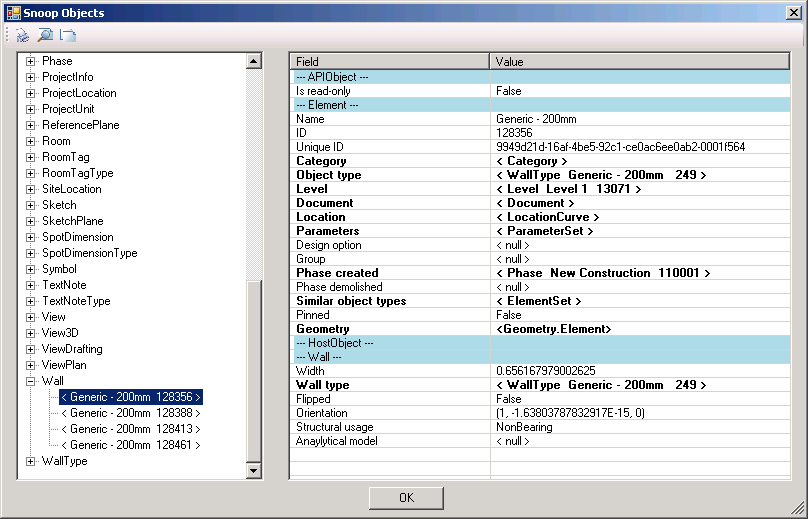 Snoop Objects
Phase
ProjectInfo
ProjectLocation
ProjectUnit
ReferencePlane
Room
RoomTag
RoomTagType
SiteLocation
Sketch
SketchPlane
SpotDimension
SpotDimensionType
Symbol
TextNote
TextNoteType
View
View3D
ViewDrafting
ViewPlan
Wall
< Generic - 200mm 128356 >
< Generic - 200mm 128388 >
< Generic - 200mm 128413 >
< Generic - 200mm 128461 >
WallType
Field Value
--- APIObject ---
Is read-only False
--- Element ---
Name Generic - 200mm
ID 128356
Unique ID 9949d21d-16af-4be5-92c1-ce0ac6ee0ab2-0001f564
Category < Category >
Object type < WallType Generic - 200mm 249 >
Level < Level Level 1 13071 >
Document < Document >
Location < LocationCurve >
Parameters < ParameterSet >
Design option < null >
Group < null >
Phase created < Phase New Construction 110001 >
Phase demolished < null >
Similar object types < ElementSet >
Pinned False
Geometry <Geometry.Element>
--- HostObject ---
--- Wall ---
Width 0.656167979002625
Wall type < WallType Generic - 200mm 249 >
Flipped False
Orientation (1, -1.63803787832917E-15, 0)
Structural usage NonBearing
Anaylytical model < null >
OK